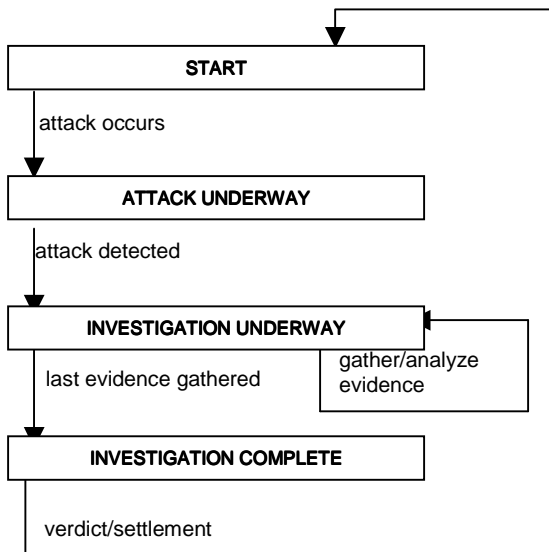 START
attack occurs
ATTACK UNDERWAY
attack detected
INVESTIGATION UNDERWAY
gather/analyze
evidence
last evidence gathered
INVESTIGATION COMPLETE
verdict/settlement